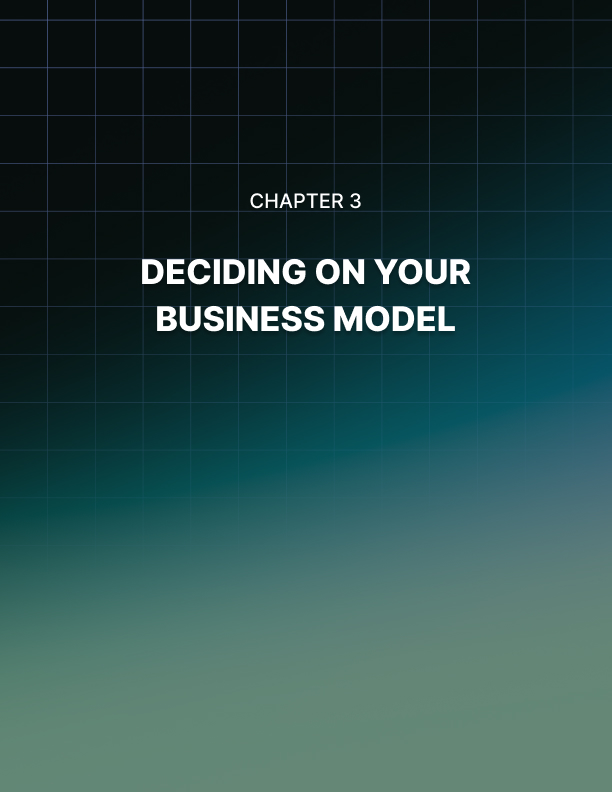 CHAPTER 3
DECIDING ON YOUR
BUSINESS MODEL